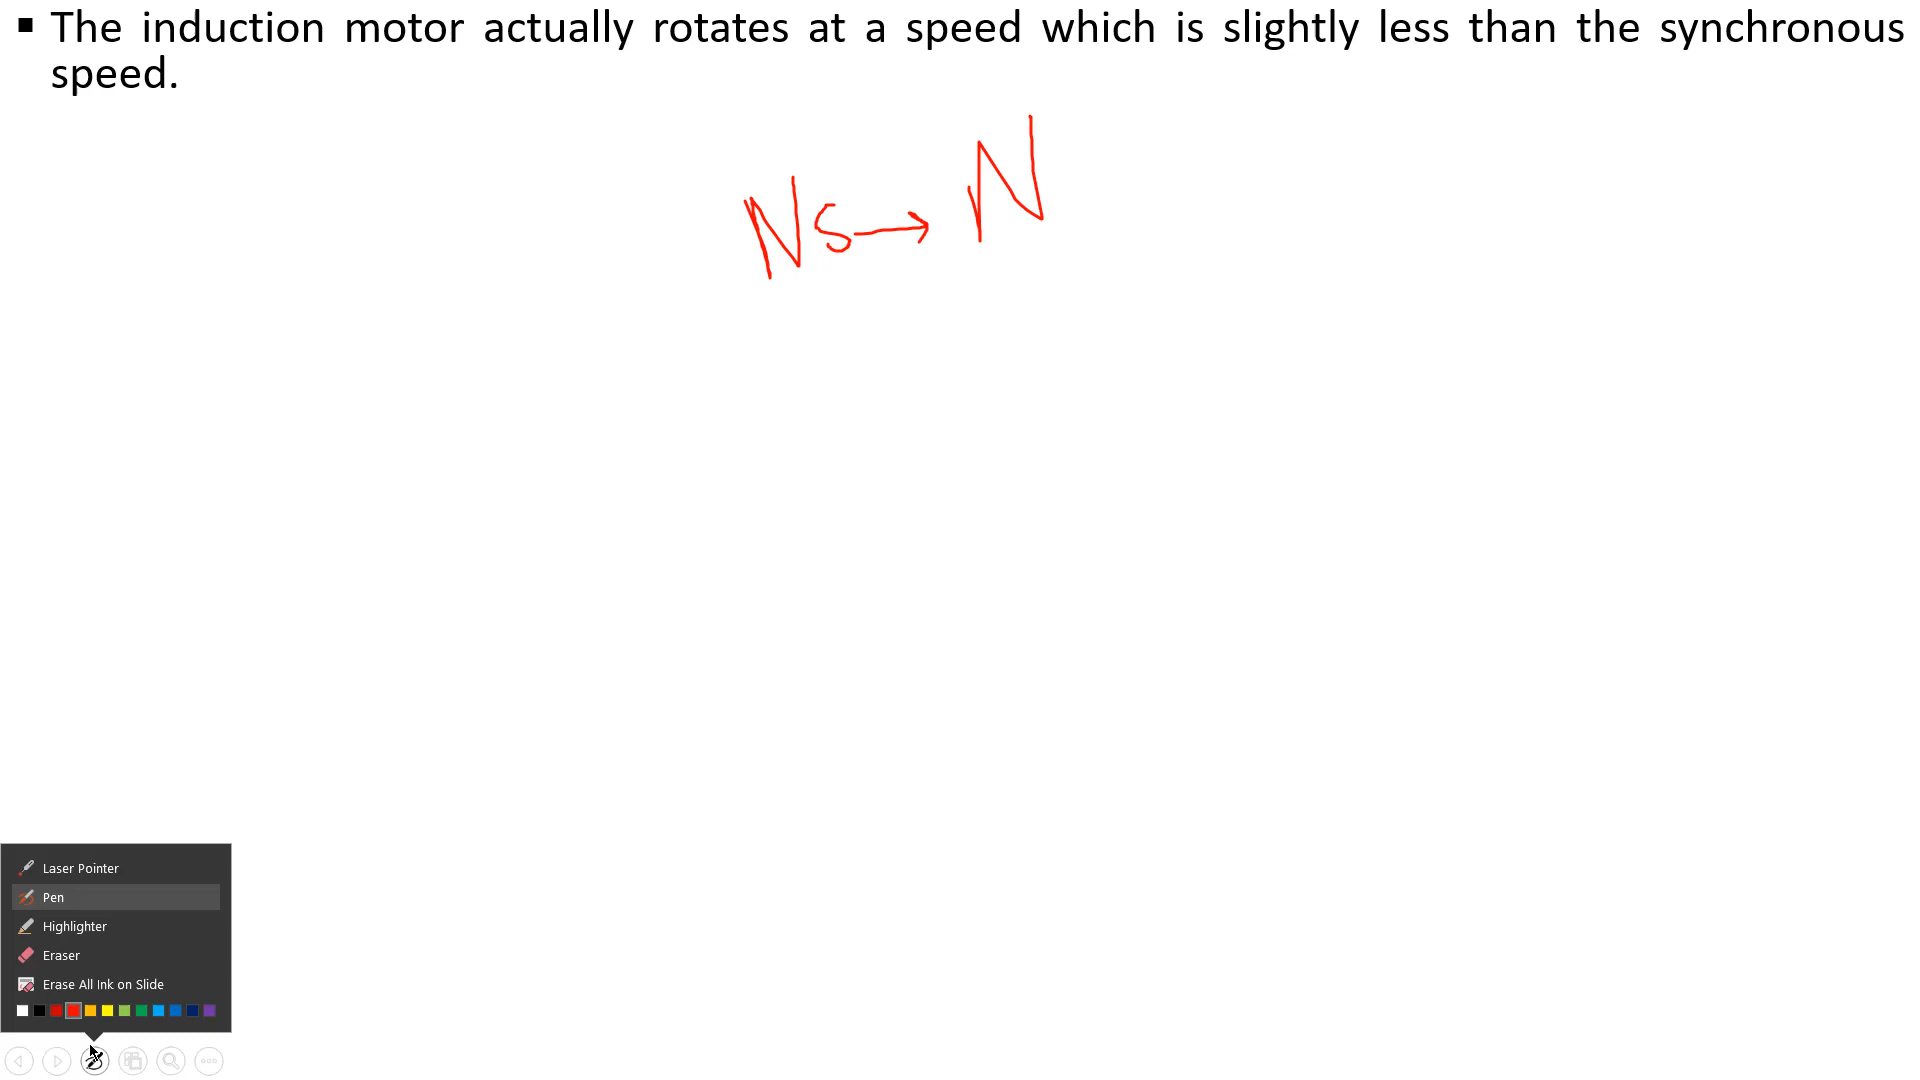 ▪ The induction motor actually rotates at a speed which is slightly less than the synchronous
speed.
Ns → N
Laser Pointer
Pen
Highlighter
Eraser
Erase All Ink on Slide